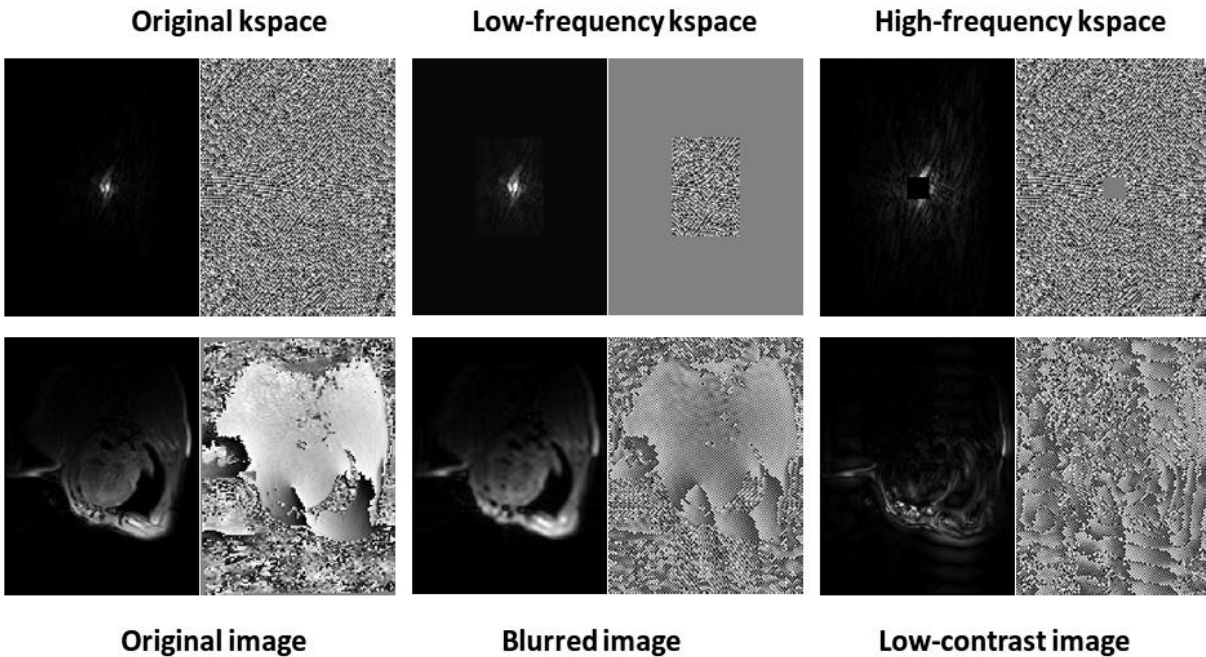 Original kspace
Low-frequency kspace
High-frequency kspace
Original image
Blurred image
Low-contrast image